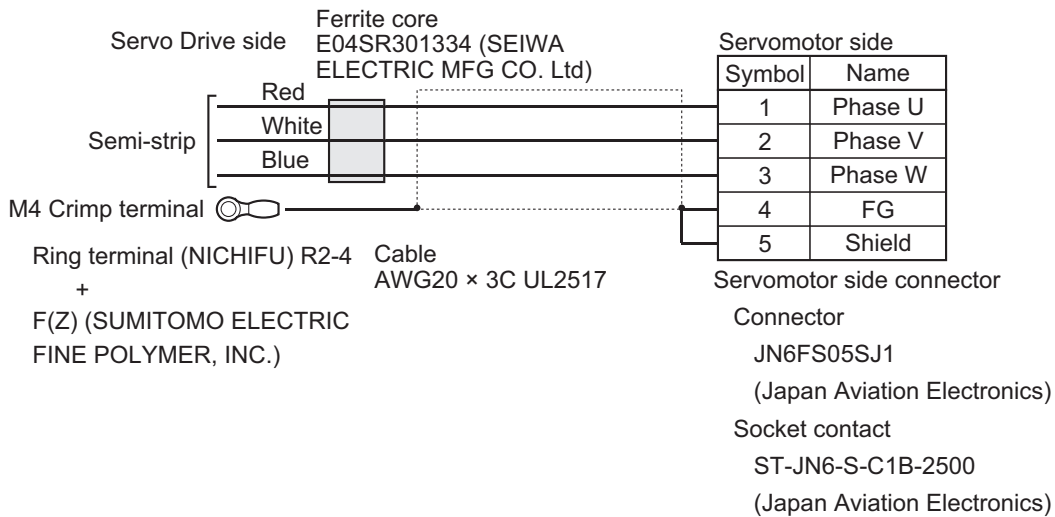 Servo Drive side
Ferrite core
E04SR301334 (SEIWA
ELECTRIC MFG CO. Ltd)
Servomotor side
Symbol Name
Red
1 Phase U
White
2 Phase V
Semi-strip
Blue
3 Phase W
M4 Crimp terminal
4 FG
5 Shield
Ring terminal (NICHIFU) R2-4
+
F(Z) (SUMITOMO ELECTRIC
FINE POLYMER, INC.)
Cable
AWG20 × 3C UL2517
Servomotor side connector
Connector
JN6FS05SJ1
(Japan Aviation Electronics)
Socket contact
ST-JN6-S-C1B-2500
(Japan Aviation Electronics)